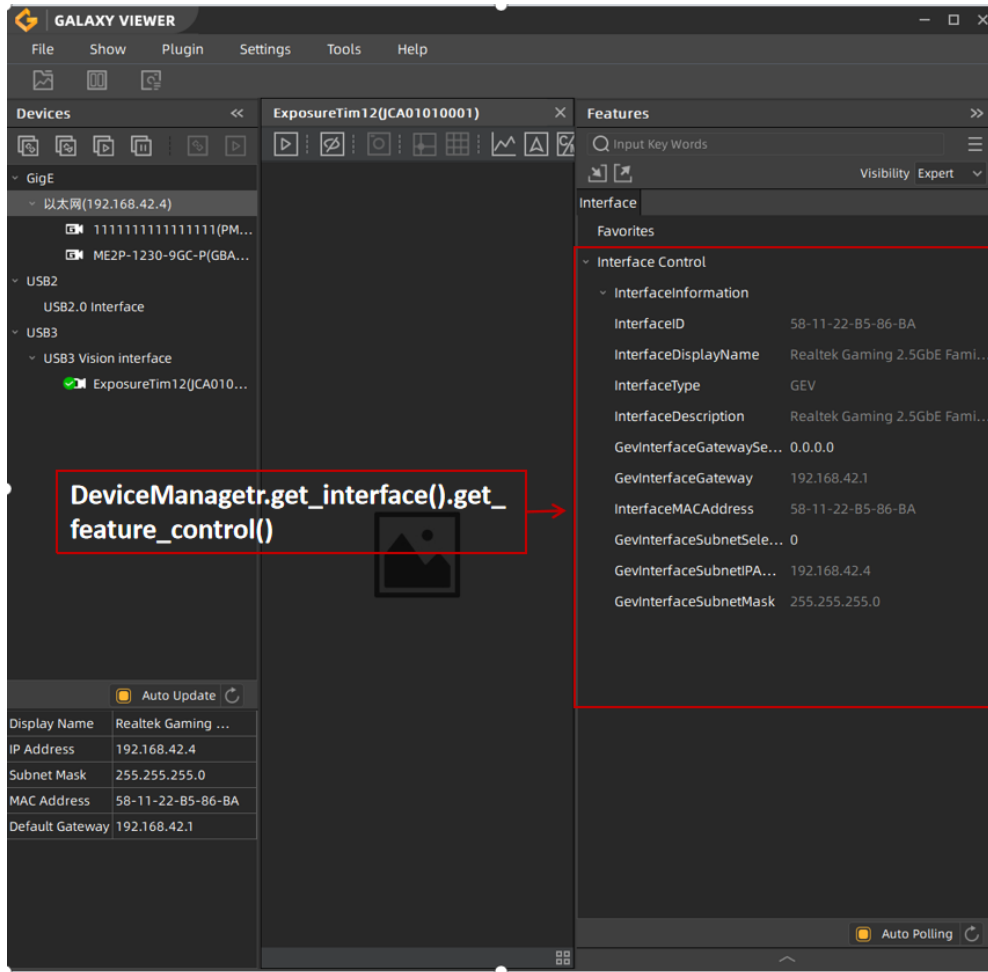 GALAXY VIEWER
File Show Plugin Settings Tools Help
Devices
GigE
以太网(192.168.42.4)
1111111111111111(PM...
ME2P-1230-9GC-P(GBA...
USB2
USB2.0 Interface
USB3
USB3 Vision interface
ExposureTim12(JCA010...
Auto Update
Display Name Realtek Gaming ...
IP Address 192.168.42.4
Subnet Mask 255.255.255.0
MAC Address 58-11-22-B5-86-BA
Default Gateway 192.168.42.1
ExposureTim12(JCA01010001)
DeviceManagetr.get_interface().get_
feature_control()
Features
Input Key Words
Visibility Expert
Interface
Favorites
Interface Control
InterfaceInformation
InterfaceID 58-11-22-B5-86-BA
InterfaceDisplayName Realtek Gaming 2.5GbE Fami...
InterfaceType GEV
InterfaceDescription Realtek Gaming 2.5GbE Fami...
GevInterfaceGatewaySe... 0.0.0.0
GevInterfaceGateway 192.168.42.1
InterfaceMACAddress 58-11-22-B5-86-BA
GevInterfaceSubnetSele... 0
GevInterfaceSubnetIPA... 192.168.42.4
GevInterfaceSubnetMask 255.255.255.0
Auto Polling